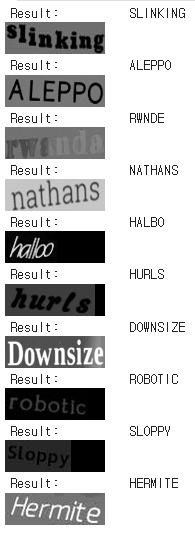 Result: SLINKING
slinking
Result: ALEPPO
ALEPPO
Result: RWNDE
rwande
Result: NATHANS
nathans
Result: HALBO
halloo
Result: HURLS
hurls
Result: DOWNSIZE
Downsize
Result: ROBOTIC
robotic
Result: SLOPPY
Sloppy
Result: HERMITE
Hermite